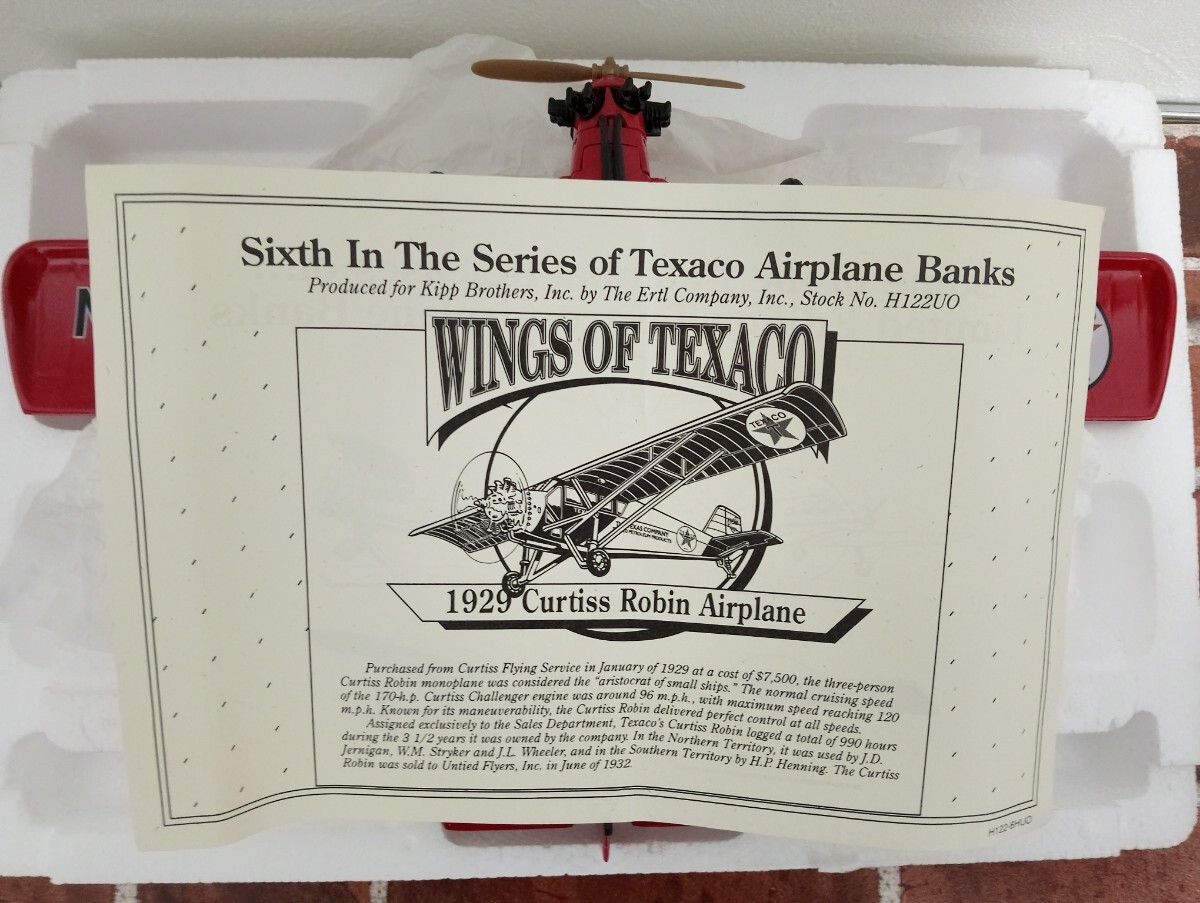 Sixth In The Series of Texaco Airplane Banks
Produced for Kipp Brothers, Inc. by The Ertl Company, Inc., Stock No. H122UO
WINGS OF TEXACO
TEXACO
T
TEXAS COMPANY
PETROLEUM PRODUCTS
1929 Curtiss Robin Airplane
Purchased from Curtiss Flying Service in January of 1929 at a cost of $7,500, the three-person
Curtiss Robin monoplane was considered the "aristocrat of small ships." The normal cruising speed
of the 170-h.p. Curtiss Challenger engine was around 96 m.p.h., with maximum speed reaching 120
m.p.h. Known for its maneuverability, the Curtiss Robin delivered perfect control at all speeds.
Assigned exclusively to the Sales Department, Texaco's Curtiss Robin logged a total of 990 hours
during the 3 1/2 years it was owned by the company. In the Northern Territory, it was used by J.D.
Jernigan, W.M. Stryker and J.L. Wheeler, and in the Southern Territory by H.P. Henning. The Curtiss
Robin was sold to Untied Flyers, Inc. in June of 1932.
H122-6HUO
N